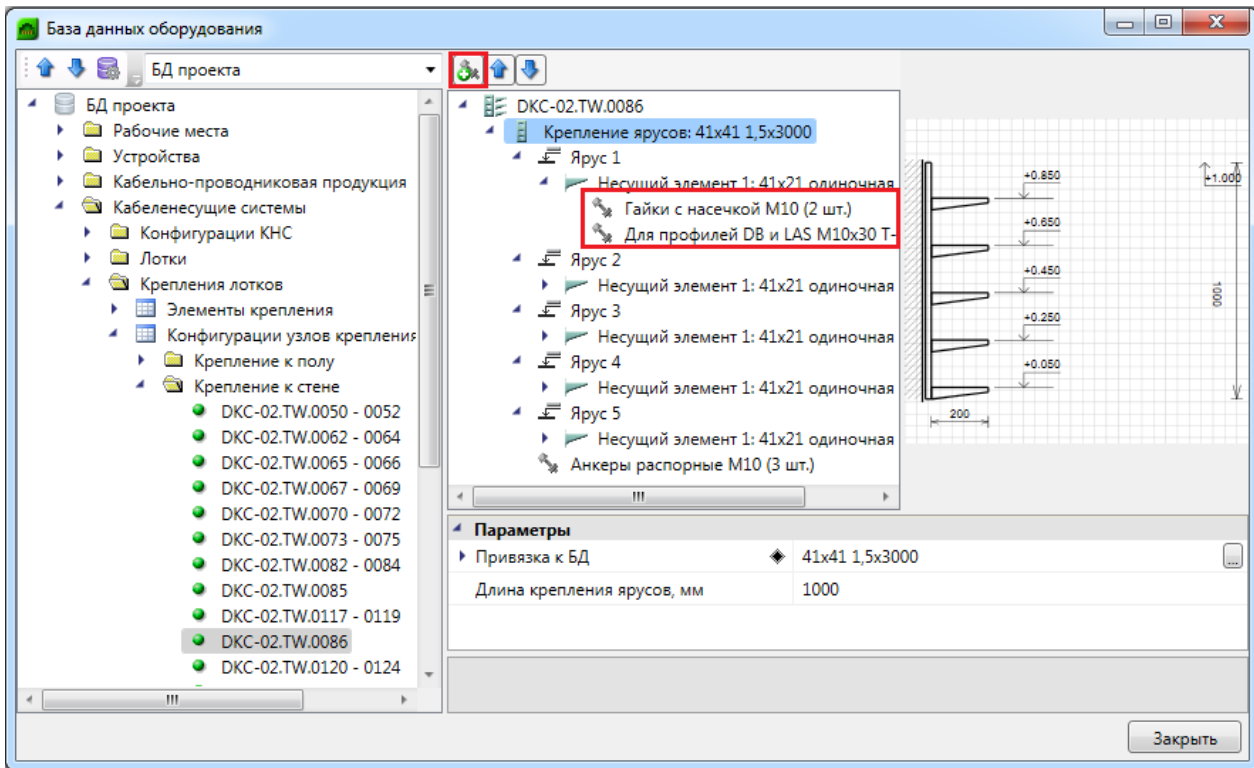 База данных оборудования
БД проекта
БД проекта
Рабочие места
Устройства
Кабельно-проводниковая продукция
Кабеленесущие системы
Конфигурации КНС
Лотки
Крепления лотков
Элементы крепления
Конфигурации узлов крепления
Крепление к полу
Крепление к стене
DKC-02.TW.0050 - 0052
DKC-02.TW.0062 - 0064
DKC-02.TW.0065 - 0066
DKC-02.TW.0067 - 0069
DKC-02.TW.0070 - 0072
DKC-02.TW.0073 - 0075
DKC-02.TW.0082 - 0084
DKC-02.TW.0085
DKC-02.TW.0117 - 0119
DKC-02.TW.0086
DKC-02.TW.0120 - 0124
DKC-02.TW.0086
Крепление ярусов: 41x41 1,5x3000
Ярус 1
Несущий элемент 1: 41x21 одиночная
Гайки с насечкой М10 (2 шт.)
Для профилей DB и LAS M10x30 Т-
Ярус 2
Несущий элемент 1: 41x21 одиночная
Ярус 3
Несущий элемент 1: 41x21 одиночная
Ярус 4
Несущий элемент 1: 41x21 одиночная
Ярус 5
Несущий элемент 1: 41x21 одиночная
Анкеры распорные М10 (3 шт.)
+0.850
+1.000
+0.650
+0.450
1000
+0.250
+0.050
200
Параметры
Привязка к БД 41x41 1,5x3000 ...
Длина крепления ярусов, мм 1000
Закрыть